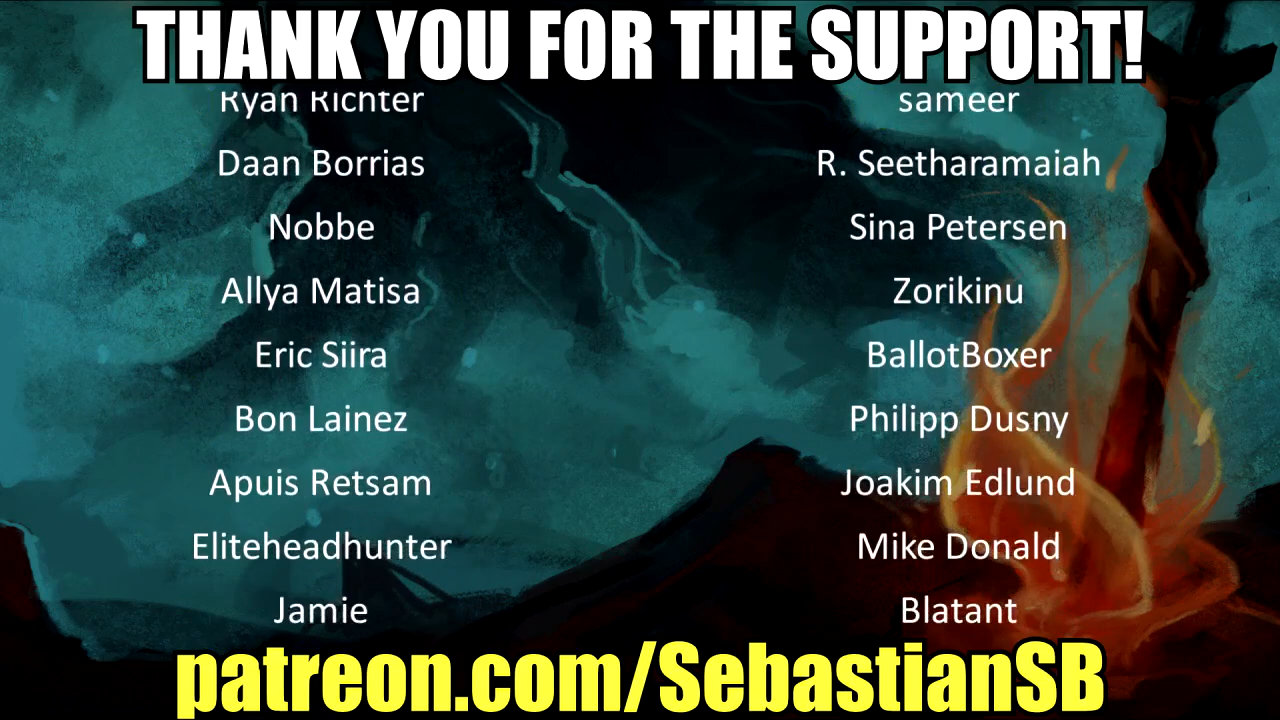 THANK YOU FOR THE SUPPORT!
Ryan Richter
Daan Borrias
Nobbe
Allya Matisa
Eric Siira
Bon Lainez
Apuis Retsam
Eliteheadhunter
Jamie
sameer
R. Seetharamaiah
Sina Petersen
Zorikinu
BallotBoxer
Philipp Dusny
Joakim Edlund
Mike Donald
Blatant
patreon.com/SebastianSB